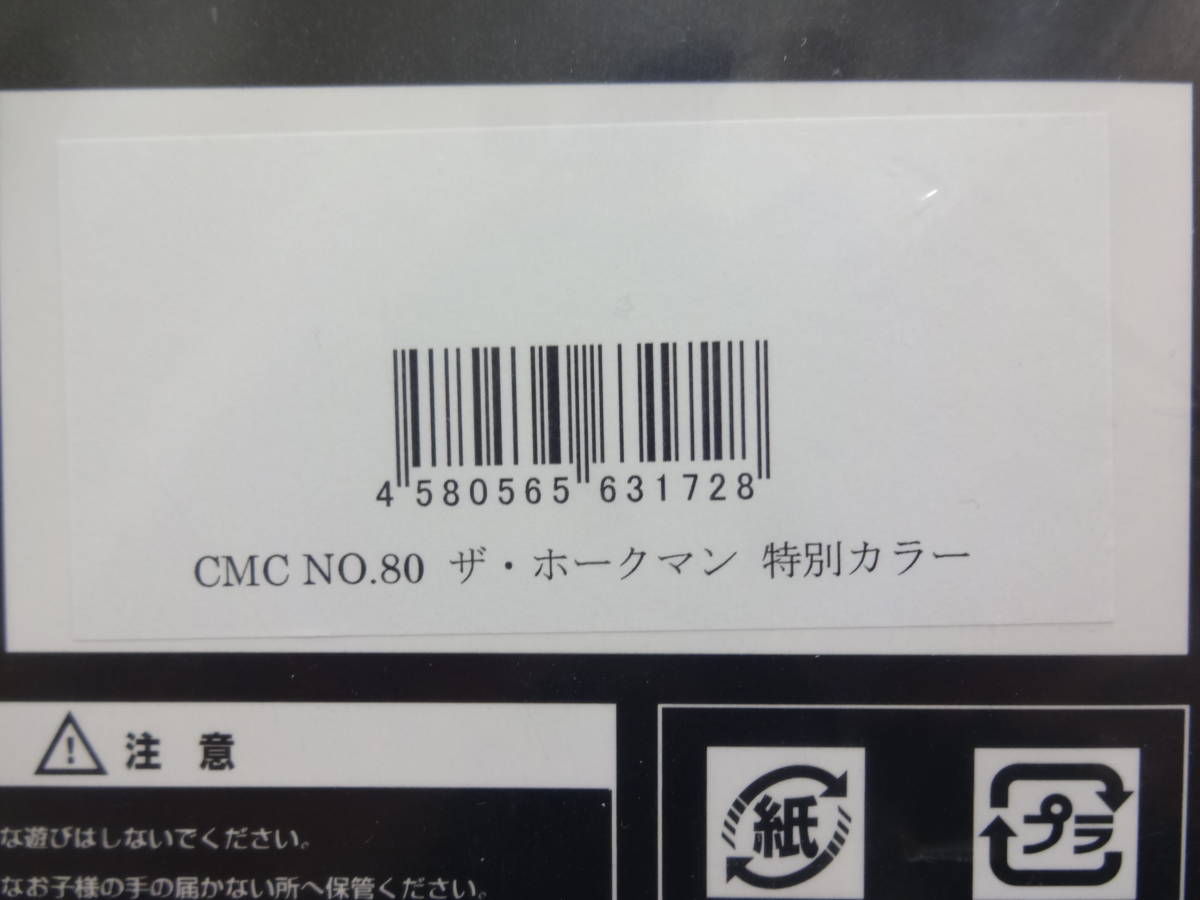 4 580565 631728
CMC NO.80 ザ・ホークマン 特別カラー
注 意
な遊びはしないでください。
なお子様の手の届かない所へ保管ください。
紙
プラ